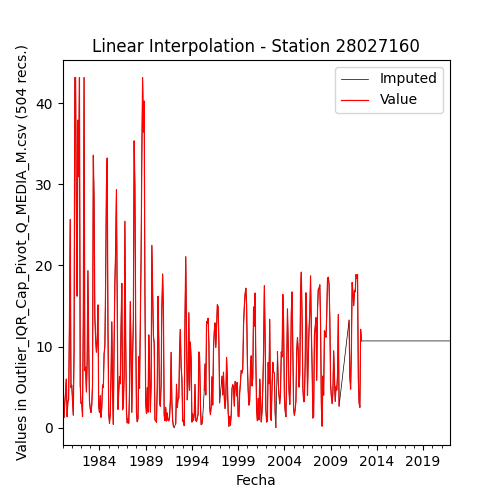 Linear Interpolation - Station 28027160
Values in Outlier_IQR_Cap_Pivot_Q_MEDIA_M.csv (504 recs.)
Imputed
Value
40
30
20
10
0
1984 1989 1994 1999 2004 2009 2014 2019
Fecha